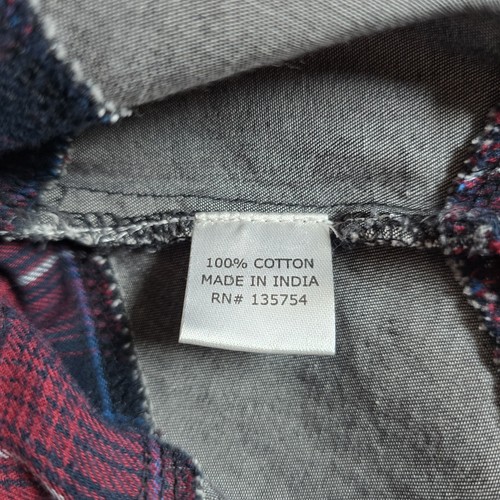 100% COTTON
MADE IN INDIA
RN# 135754